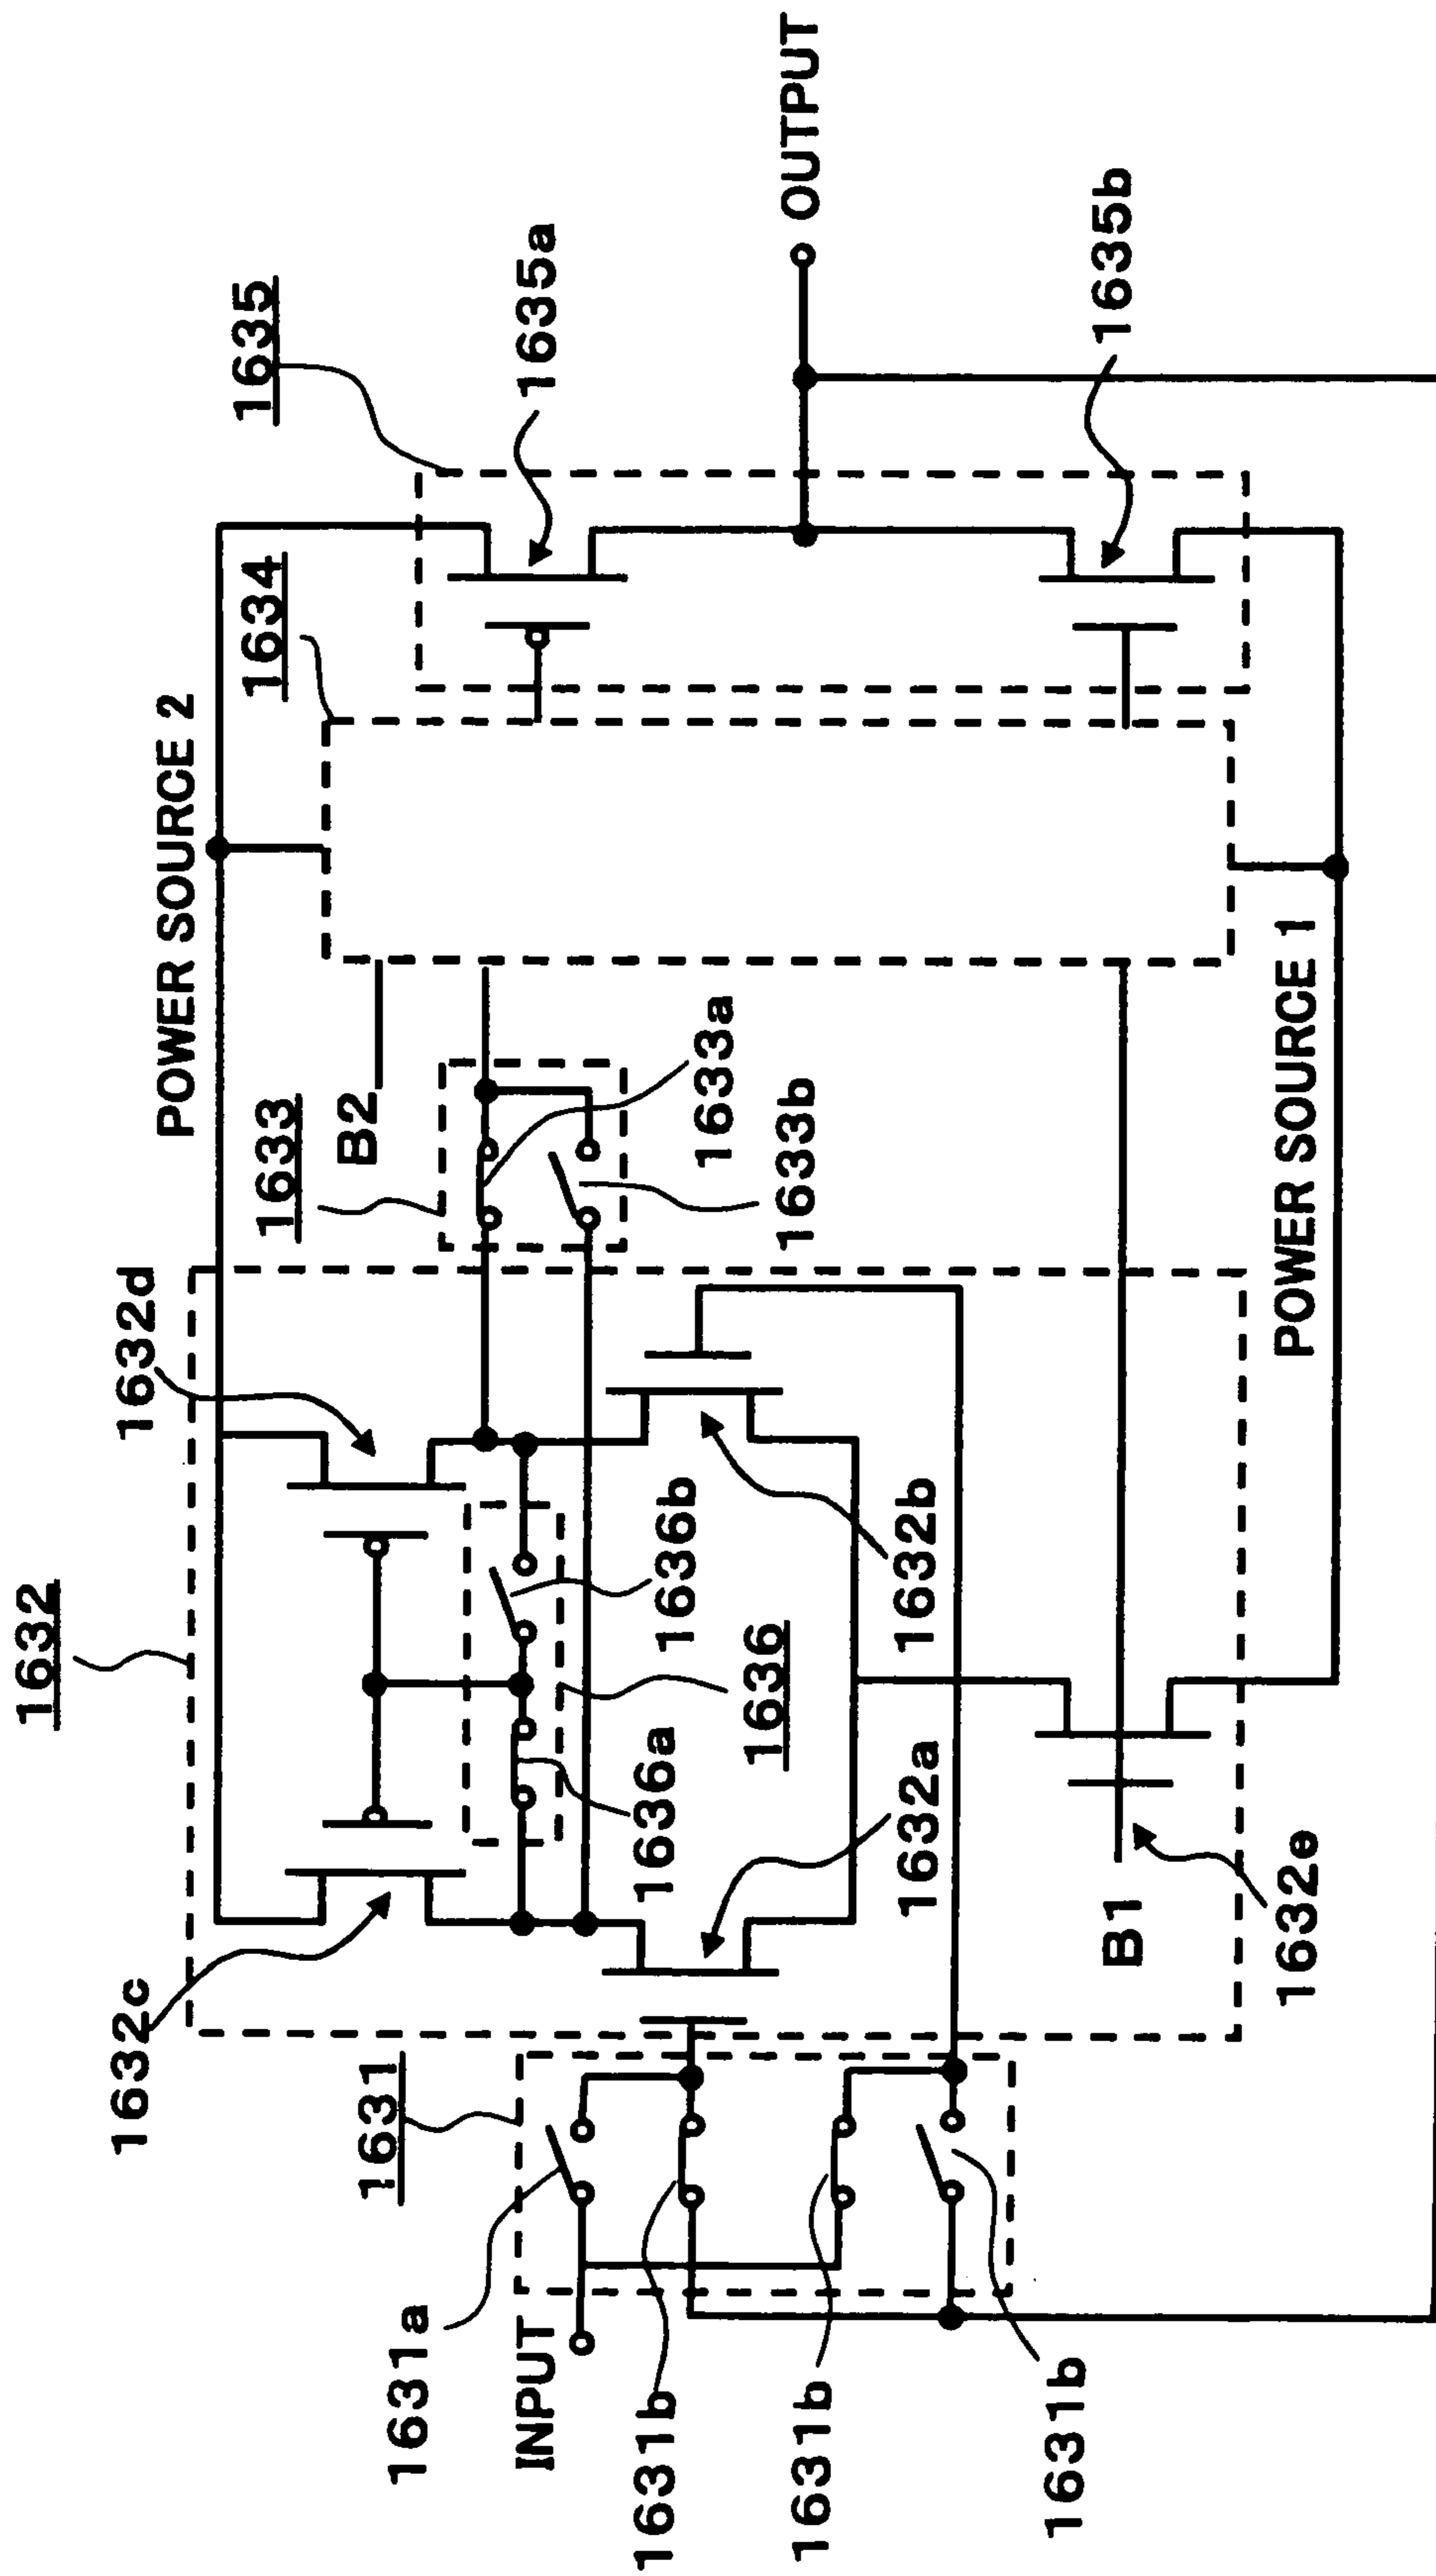 1632
1632c
1632d
POWER SOURCE 2
1634
1635
1635a
OUTPUT
1635b
1633
B2
1633a
1633b
1631
1631a
INPUT
1631b
1631b
1631b
1636a
1636b
1636
1632a
1632b
B1
1632e
POWER SOURCE 1